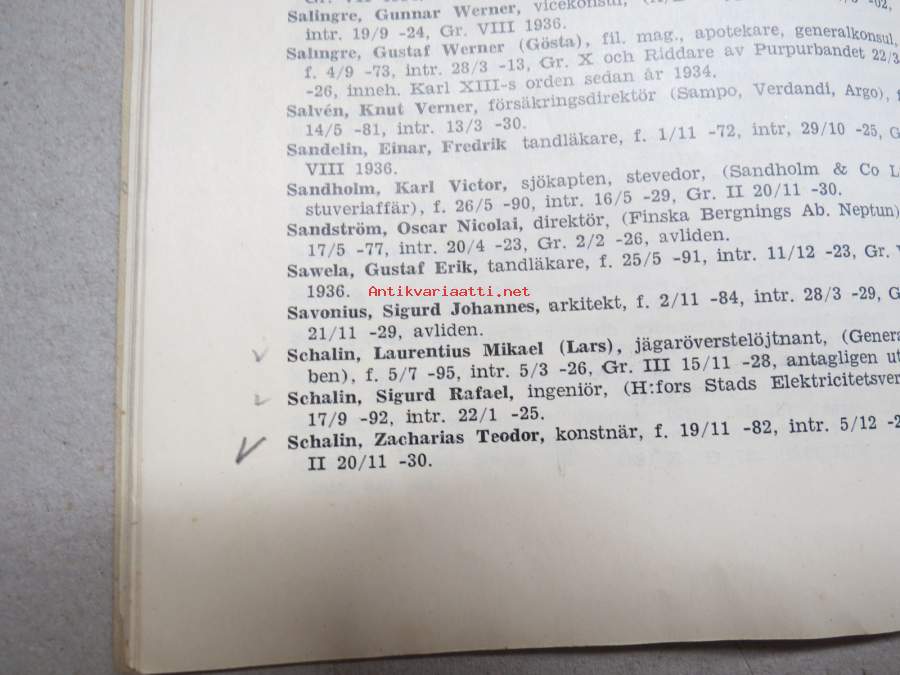 Salingre, Gunnar Werner, vicekonsul,
intr. 19/9 -24, Gr. VIII 1936.
Salingre, Gustaf Werner (Gösta), fil. mag., apotekare, generalkonsul,
f. 4/9 -73, intr. 28/3 -13, Gr. X och Riddare av Purpurbandet 22/3
-26, inneh. Karl XIII-s orden sedan år 1934.
Salvén, Knut Verner, försäkringsdirektör (Sampo, Verdandi, Argo), f
14/5 -81, intr. 13/3 -30.
Sandelin, Einar, Fredrik tandläkare, f. 1/11 -72, intr, 29/10 -25, G
VIII 1936.
Sandholm, Karl Victor, sjökapten, stevedor, (Sandholm & Co L
stuveriaffär), f. 26/5 -90, intr. 16/5 -29, Gr. II 20/11 -30.
Sandström, Oscar Nicolai, direktör, (Finska Bergnings Ab. Neptun)
17/5 -77, intr. 20/4 -23, Gr. 2/2 -26, avliden.
Sawela, Gustaf Erik, tandläkare, f. 25/5 -91, intr. 11/12 -23, Gr. V
1936.
Antikvariaatti.net
Savonius, Sigurd Johannes, arkitekt, f. 2/11 -84, intr. 28/3 -29, G
21/11 -29, avliden.
Schalin, Laurentius Mikael (Lars), jägaröverstelöjtnant, (Genera
ben), f. 5/7 -95, intr. 5/3 -26, Gr. III 15/11 -28, antagligen ut
Schalin, Sigurd Rafael, ingeniör, (H:fors Stads Elektricitetsver
17/9 -92, intr. 22/1 -25.
Schalin, Zacharias Teodor, konstnär, f. 19/11 -82, intr. 5/12 -2
II 20/11 -30.